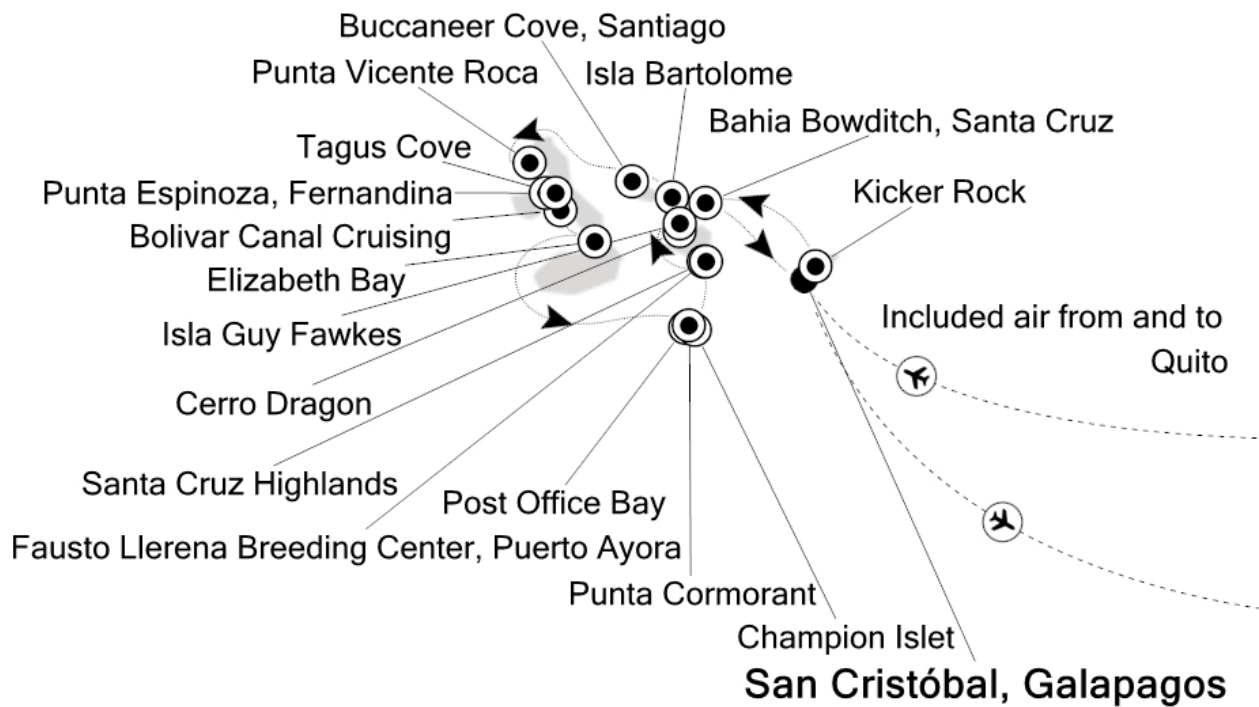 Buccaneer Cove, Santiago
Punta Vicente Roca
Isla Bartolome
Bahia Bowditch, Santa Cruz
Tagus Cove
Punta Espinoza, Fernandina
Kicker Rock
Bolivar Canal Cruising
Elizabeth Bay
Isla Guy Fawkes
Included air from and to
Quito
Cerro Dragon
Santa Cruz Highlands
Post Office Bay
Fausto Llerena Breeding Center, Puerto Ayora
Punta Cormorant
Champion Islet
San Cristóbal, Galapagos